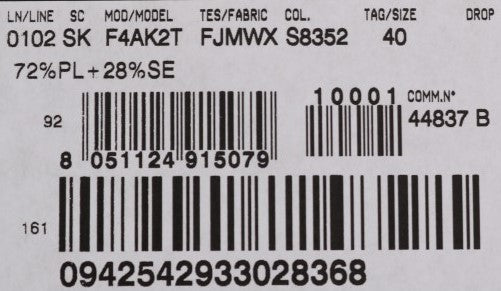 LN/LINE SC MOD/MODEL TES/FABRIC COL. TAG/SIZE DROP
0102 SK F4AK2T FJMWX S8352 40
72%PL+28%SE
10001 COMM.N°
92 44837 B
8 051124 915079
161
0942542933028368